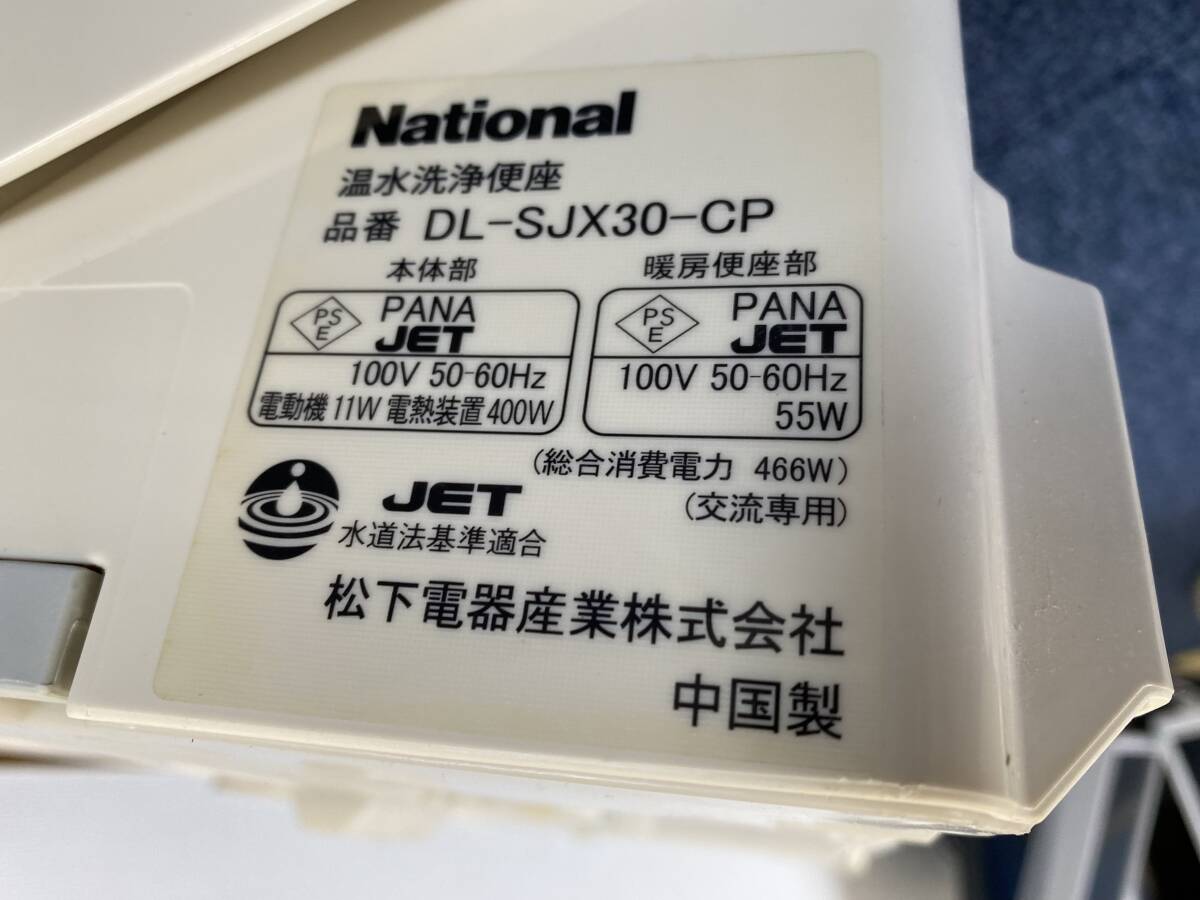 National
温水洗浄便座
品番 DL-SJX30-CP
本体部
PS
E
PANA
JET
100V 50-60Hz
電動機 11W 電熱装置 400W
暖房便座部
PS
E
PANA
JET
100V 50-60Hz
55W
(総合消費電力 466W)
(交流専用)
JET
水道法基準適合
松下電器産業株式会社
中国製